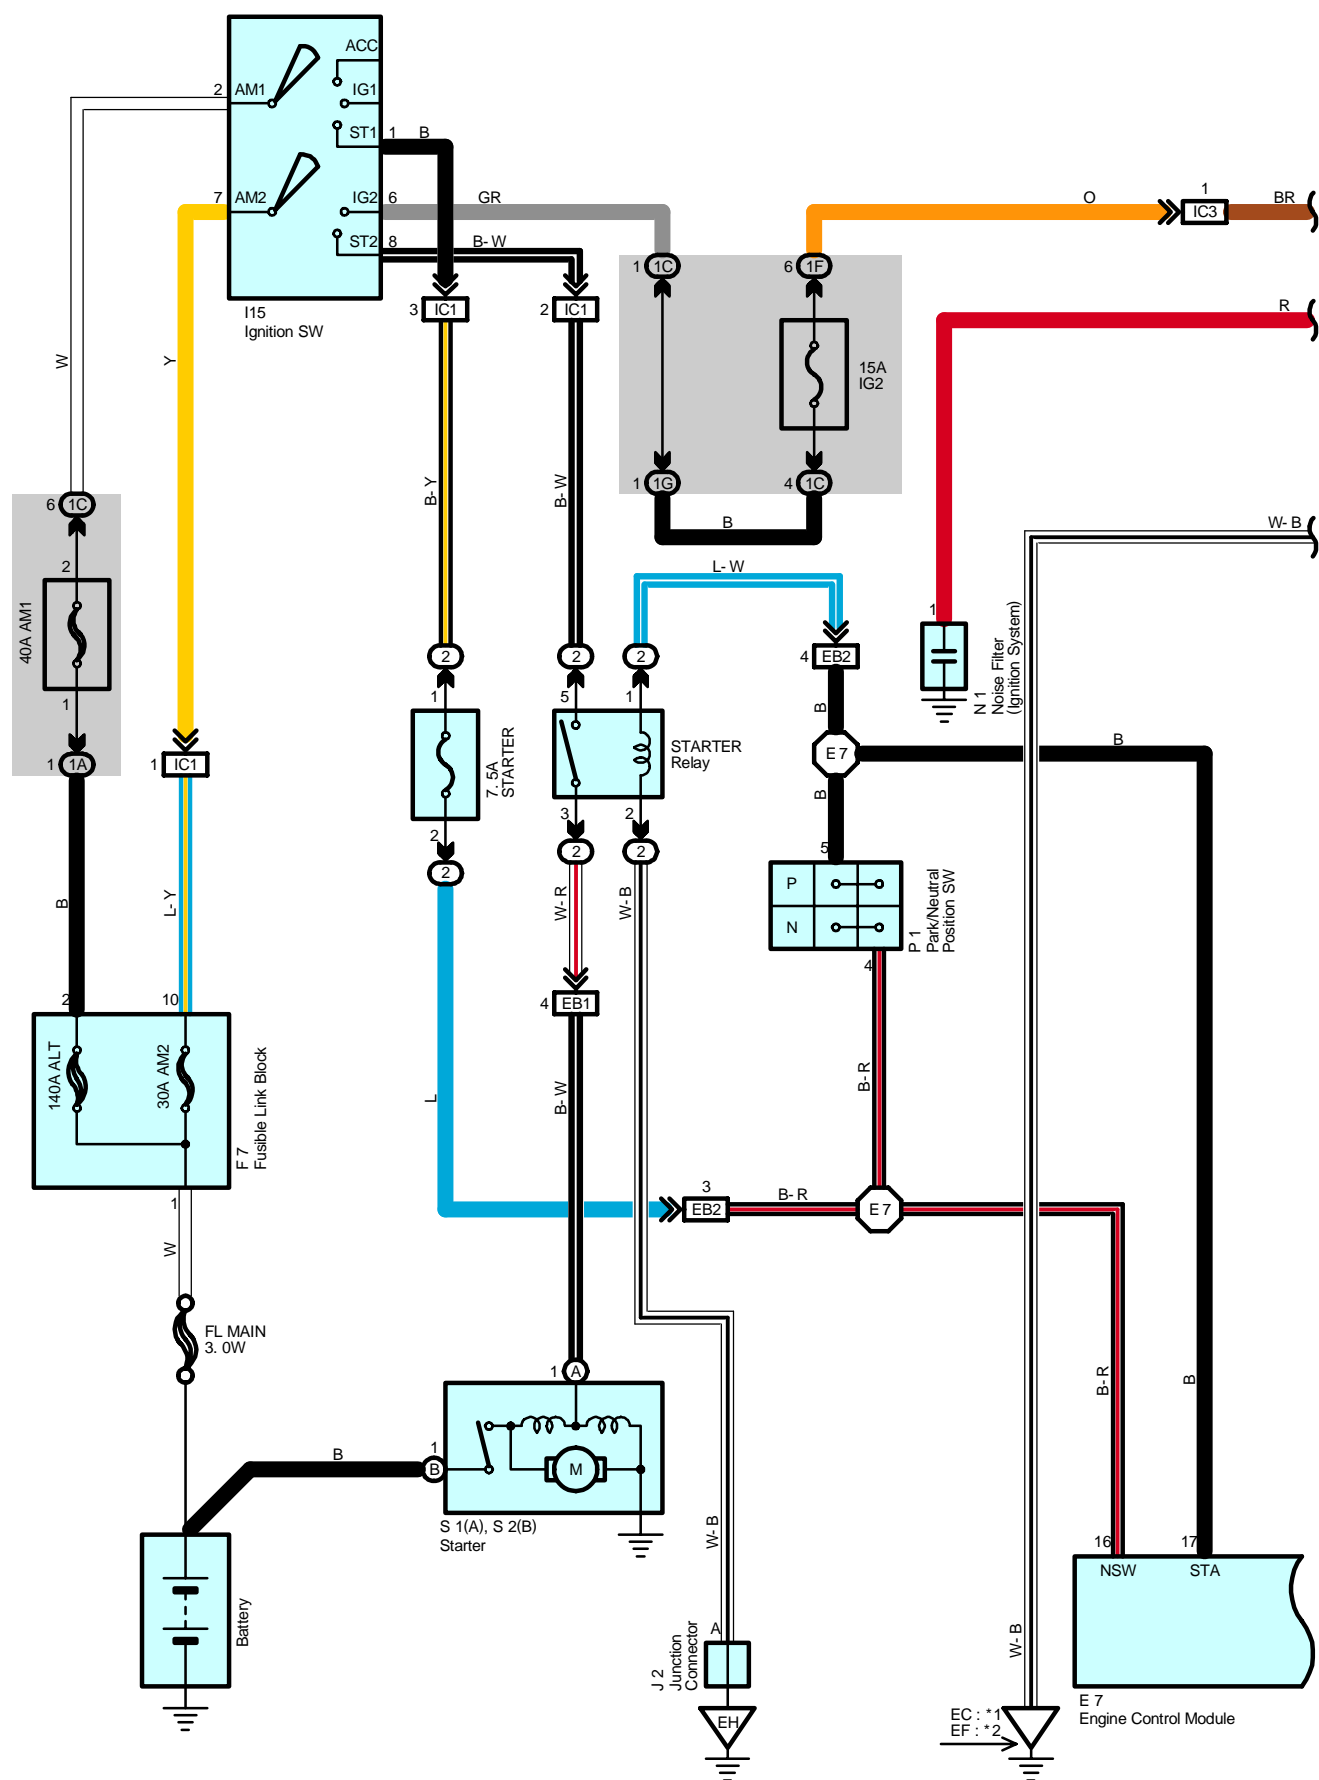 ACC
2
AM1
IG1
ST1
1
B
7
AM2
IG2
6
GR
ST2
8
B-W
I15
Ignition SW
O
1
IC3
BR
1
1C
6
1F
3
IC1
2
IC1
R
W
Y
15A
IG2
B-Y
B-W
1
1G
4
1C
B
W-B
6
1C
2
40A AM1
1
1
1A
1
IC1
L-W
2
2
2
4
EB2
1
5
1
7.5A
STARTER
STARTER
Relay
2
3
2
2
2
2
B
E7
B
B
5
P
N
P 1
Park/Neutral
Position SW
4
1
N 1
Noise Filter
(Ignition System)
B
L-Y
W-R
W-B
2
10
140A ALT
30A AM2
F 7
Fusible Link Block
1
W
4
EB1
B-W
L
B-R
3
EB2
B-R
E7
FL MAIN
3.0W
1
A
B
1
B
M
S 1(A), S 2(B)
Starter
Battery
W-B
A
J 2
Junction
Connector
EH
B-R
B
W-B
EC : *1
EF : *2
16
17
NSW
STA
E 7
Engine Control Module